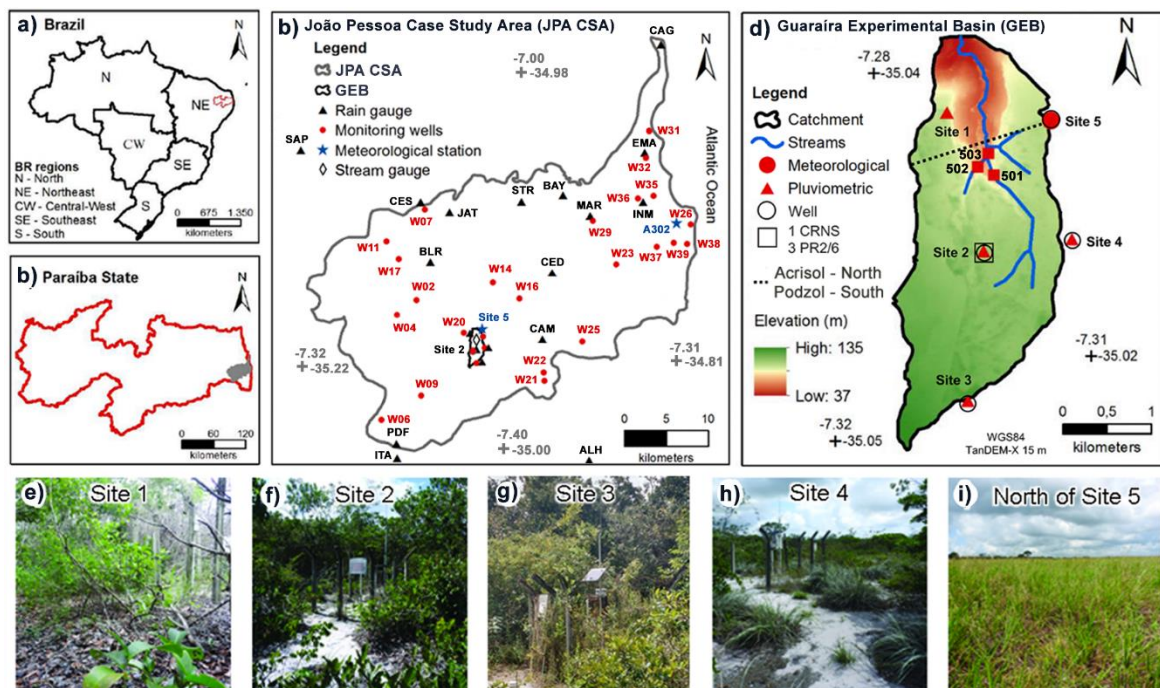 a) Brazil
N
N
NE
CW
SE
S
BR regions
N - North
NE - Northeast
CW - Central-West
SE - Southeast
S - South
0 675 1.350
kilometers
b) Paraíba State
N
0 60 120
kilometers
b) João Pessoa Case Study Area (JPA CSA)
Legend
JPA CSA
GEB
Rain gauge
Monitoring wells
Meteorological station
Stream gauge
N
-7.00
-34.98
CAG
SAP
W31
EMA
W32
Atlantic Ocean
BAY
STR
W36
W35
CES
JAT
MAR
INM
W07
W29
W26
A302
W11
BLR
W38
W17
W37
W39
W23
CED
W14
W02
W16
W04
Site 5
W20
CAM
W25
Site 2
-7.32
-35.22
-7.31
-34.81
W22
W21
W09
W06
PDF
ITA
-7.40
-35.00
ALH
0 5 10
kilometers
d) Guaraíra Experimental Basin (GEB)
-7.28
-35.04
N
Legend
Catchment
Streams
Meteorological
Pluviometric
Well
1 CRNS
3 PR2/6
Acrisol - North
Podzol - South
Elevation (m)
High: 135
Low: 37
Site 1
Site 5
503
502
501
Site 2
Site 4
Site 3
-7.31
-35.02
-7.32
-35.05
WGS84
TanDEM-X 15 m
0 0,5 1
kilometers
e) Site 1
f) Site 2
g) Site 3
h) Site 4
i) North of Site 5